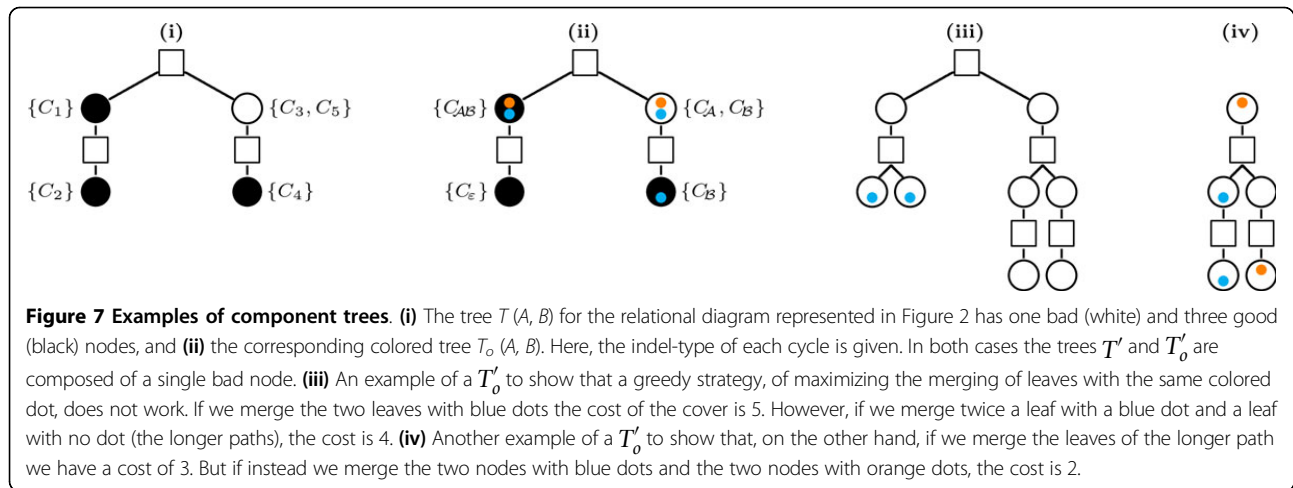 (i) (ii) (iii) (iv)
{C₁} {C₃, C₅} {C_AB} {C_A, C_B}
{C₂} {C₄} {C_ε} {C_B}
Figure 7 Examples of component trees. (i) The tree T (A, B) for the relational diagram represented in Figure 2 has one bad (white) and three good
(black) nodes, and (ii) the corresponding colored tree Tₒ (A, B). Here, the indel-type of each cycle is given. In both cases the trees T′ and T′ₒ are
composed of a single bad node. (iii) An example of a T′ₒ to show that a greedy strategy, of maximizing the merging of leaves with the same colored
dot, does not work. If we merge the two leaves with blue dots the cost of the cover is 5. However, if we merge twice a leaf with a blue dot and a leaf
with no dot (the longer paths), the cost is 4. (iv) Another example of a T′ₒ to show that, on the other hand, if we merge the leaves of the longer path
we have a cost of 3. But if instead we merge the two nodes with blue dots and the two nodes with orange dots, the cost is 2.